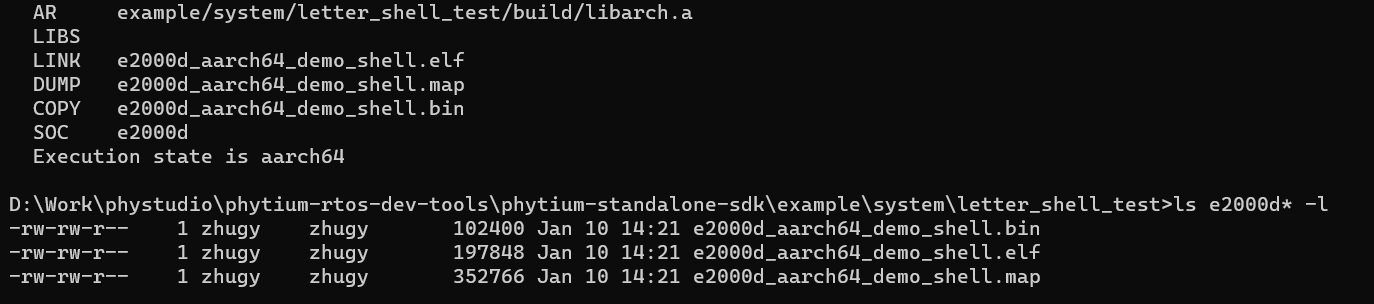 AR example/system/letter_shell_test/build/libarch.a
LIBS
LINK e2000d_aarch64_demo_shell.elf
DUMP e2000d_aarch64_demo_shell.map
COPY e2000d_aarch64_demo_shell.bin
SOC e2000d
Execution state is aarch64
D:\Work\phystudio\phytium-rtos-dev-tools\phytium-standalone-sdk\example\system\letter_shell_test>ls e2000d* -l
-rw-rw-r-- 1 zhugy zhugy 102400 Jan 10 14:21 e2000d_aarch64_demo_shell.bin
-rw-rw-r-- 1 zhugy zhugy 197848 Jan 10 14:21 e2000d_aarch64_demo_shell.elf
-rw-rw-r-- 1 zhugy zhugy 352766 Jan 10 14:21 e2000d_aarch64_demo_shell.map